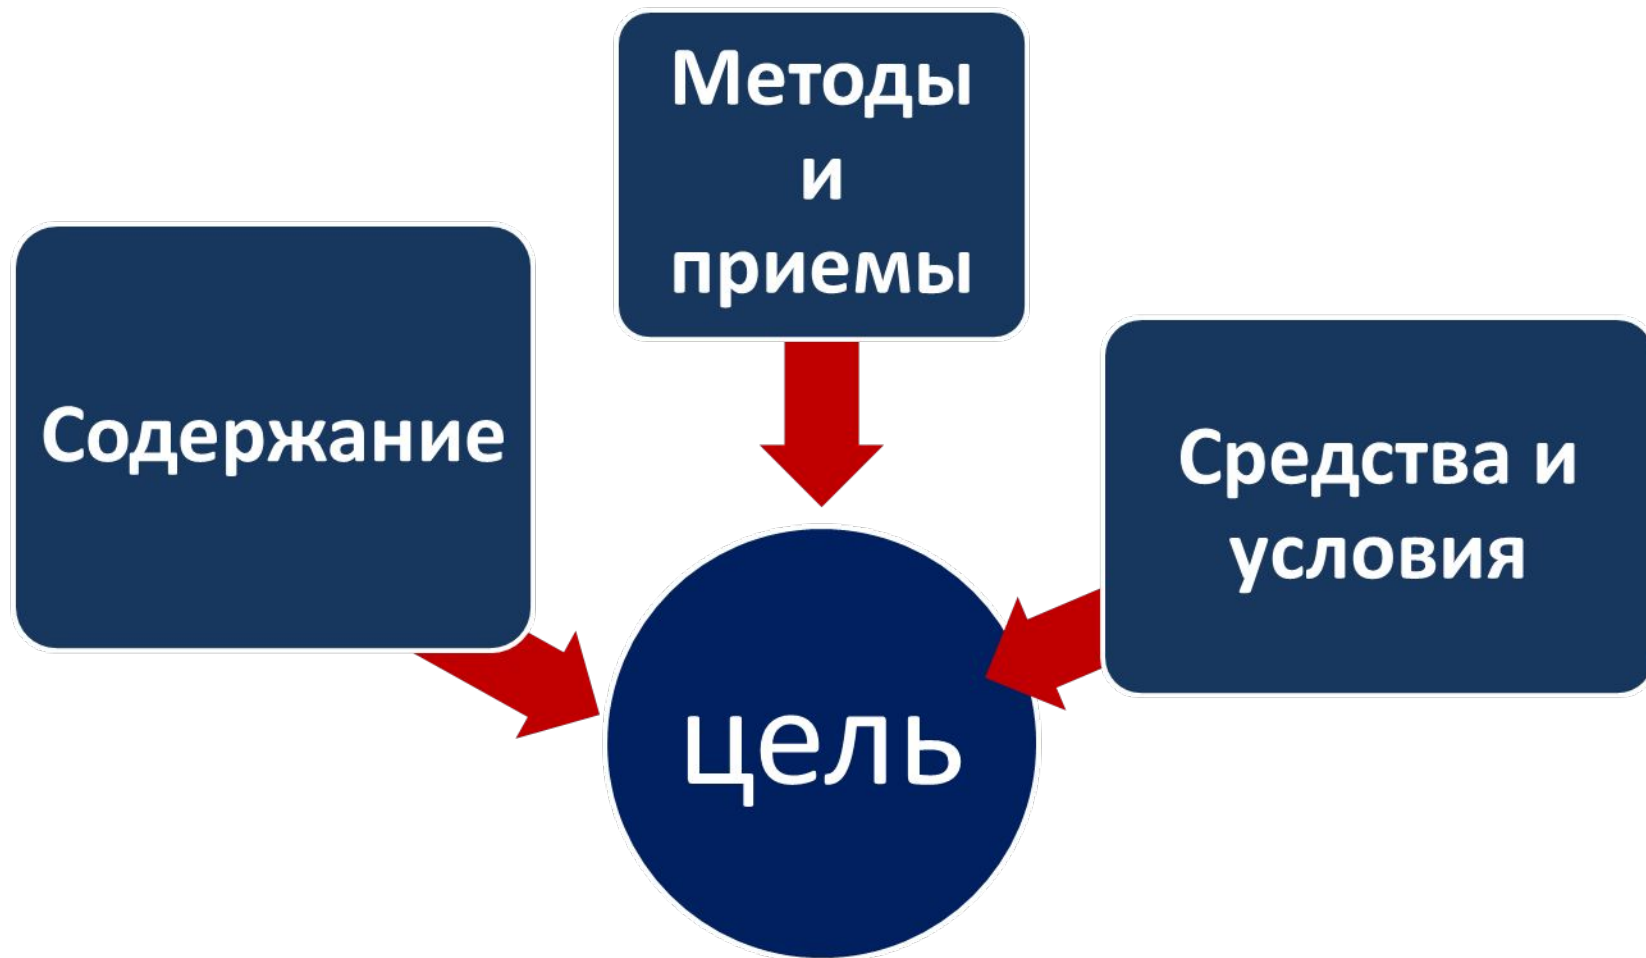 Методы
и
приемы
Содержание
Средства и
условия
цель